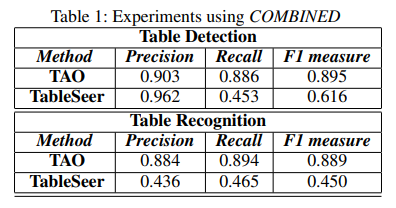 Table 1: Experiments using COMBINED
Table Detection
Method Precision Recall F1 measure
TAO 0.903 0.886 0.895
TableSeer 0.962 0.453 0.616
Table Recognition
Method Precision Recall F1 measure
TAO 0.884 0.894 0.889
TableSeer 0.436 0.465 0.450